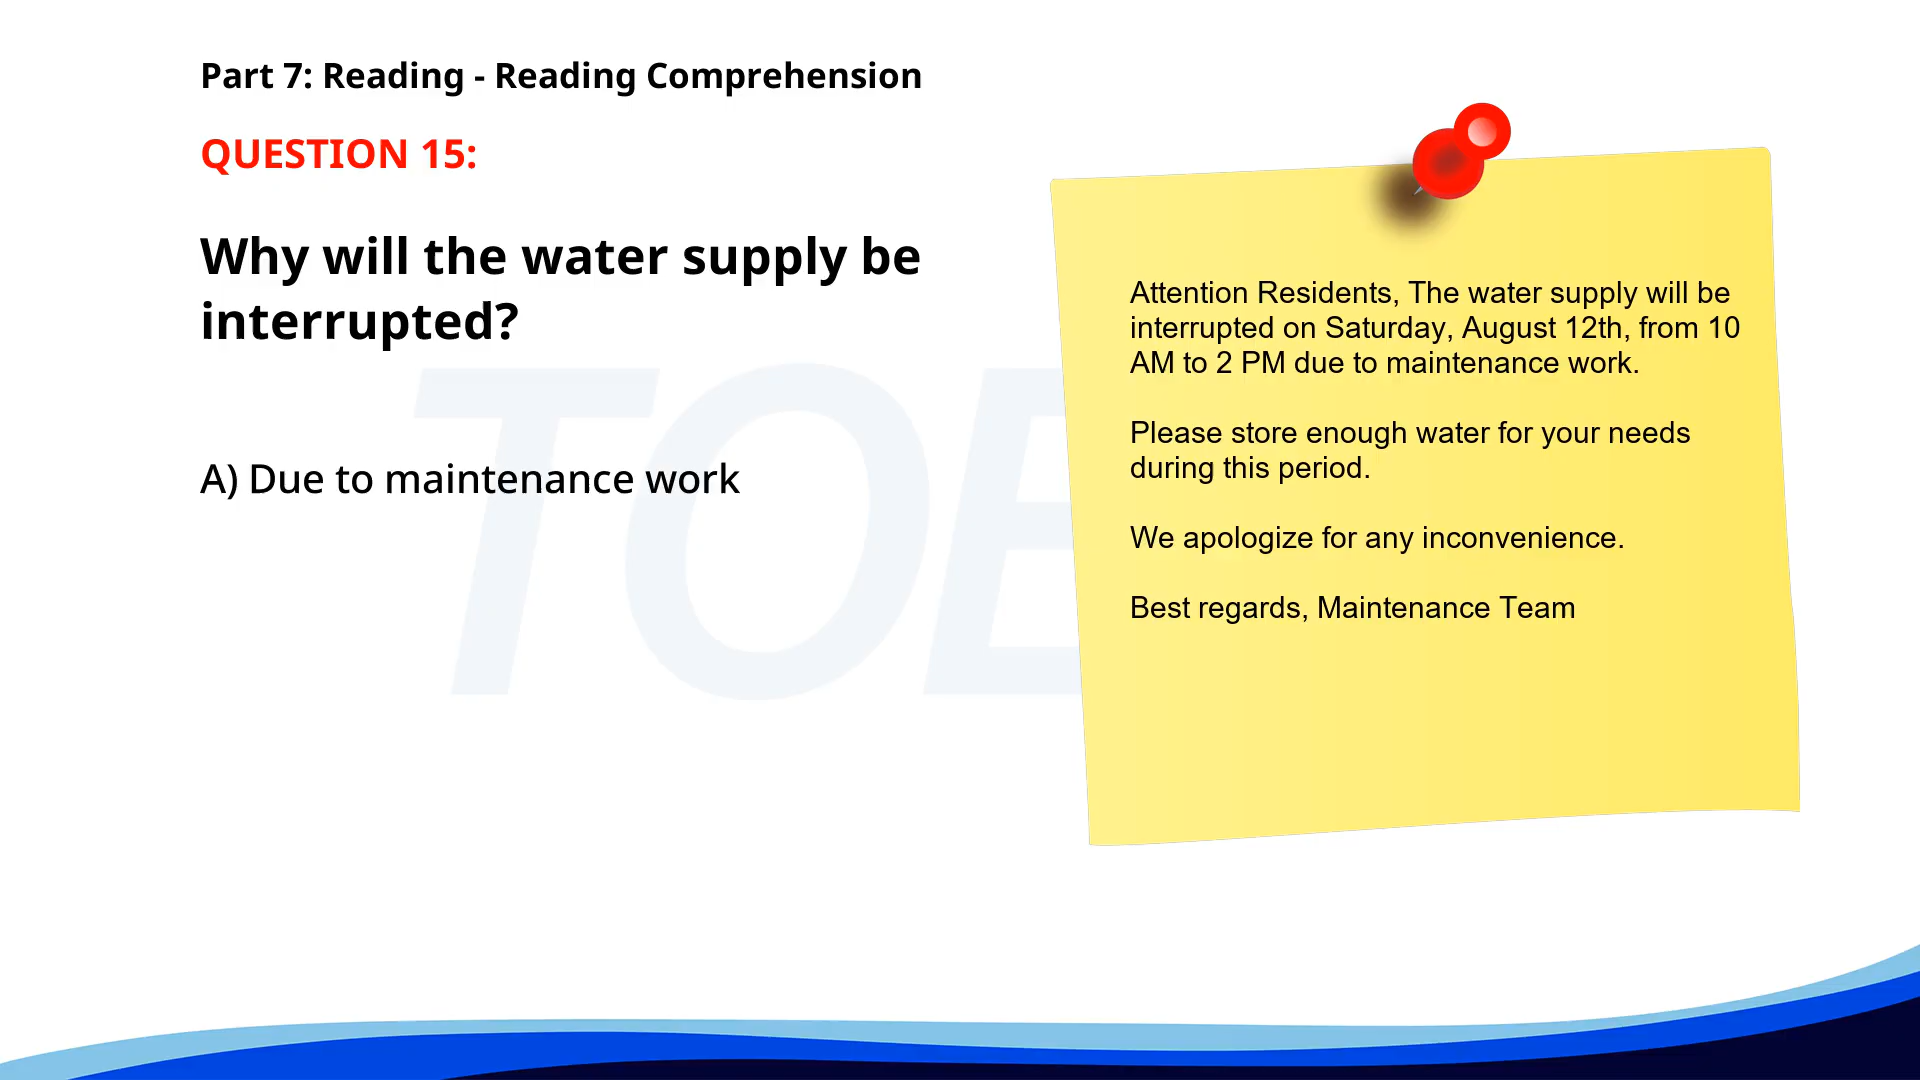 Part 7: Reading - Reading Comprehension
QUESTION 15:
Why will the water supply be
interrupted?
A) Due to maintenance work
Attention Residents, The water supply will be
interrupted on Saturday, August 12th, from 10
AM to 2 PM due to maintenance work.
Please store enough water for your needs
during this period.
We apologize for any inconvenience.
Best regards, Maintenance Team
TOE